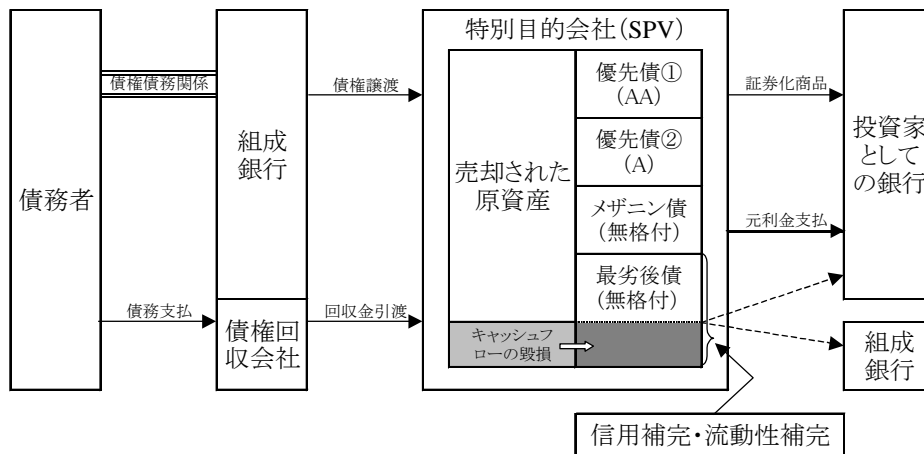 特別目的会社(SPV)
債務者
債権債務関係
債務支払
組成
銀行
債権回
収会社
債権譲渡
回収金引渡
売却された
原資産
キャッシュフ
ローの毀損
優先債①
(AA)
優先債②
(A)
メザニン債
(無格付)
最劣後債
(無格付)
証券化商品
元利金支払
投資家
として
の銀行
組成
銀行
信用補完・流動性補完